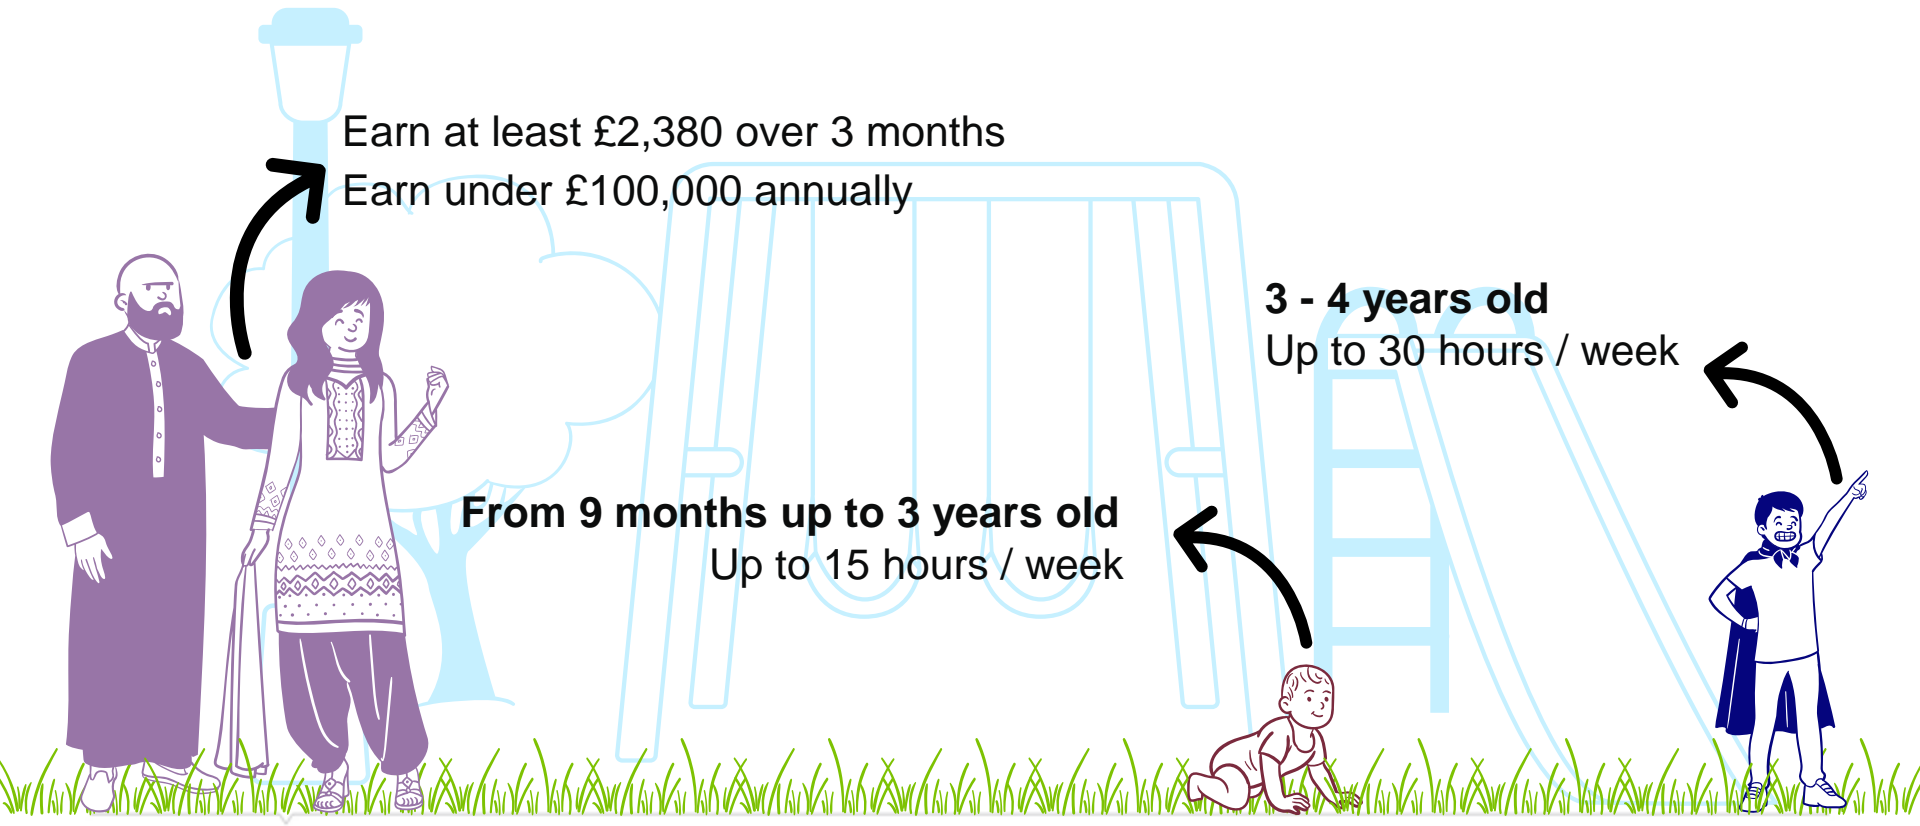 Earn at least £2,380 over 3 months
Earn under £100,000 annually
3 - 4 years old
Up to 30 hours / week
From 9 months up to 3 years old
Up to 15 hours / week